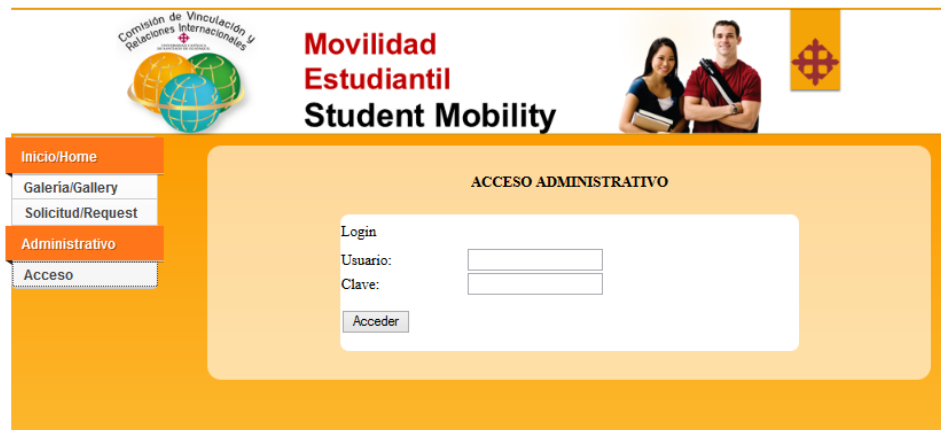 Comisión de Vinculación y
Relaciones Internacionales
Movilidad
Estudiantil
Student Mobility
Inicio/Home
Galería/Gallery
Solicitud/Request
Administrativo
Acceso
ACCESO ADMINISTRATIVO
Login
Usuario:
Clave:
Acceder